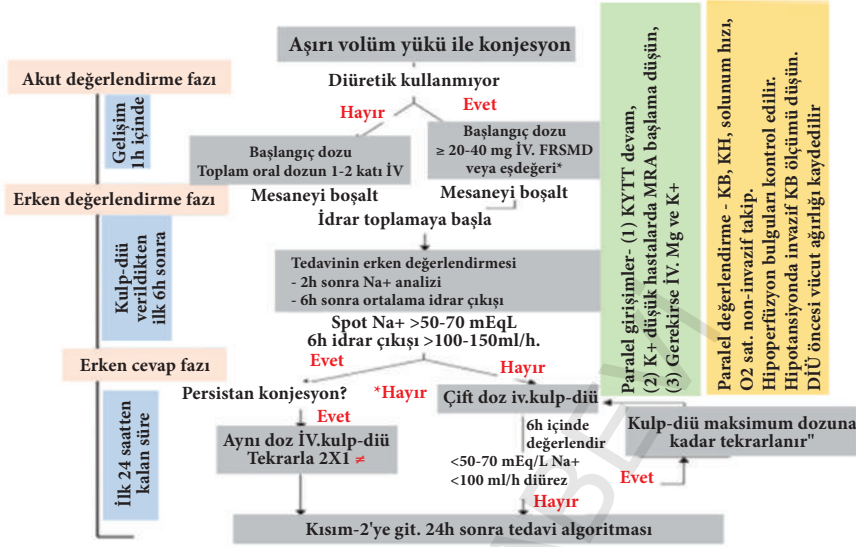 Aşırı volüm yükü ile konjesyon
Akut değerlendirme fazı
Diüretik kullanmıyor
Hayır
Evet
Gelişim
1h içinde
Başlangıç dozu
Toplam oral dozun 1-2 katı İV
Başlangıç dozu
≥ 20-40 mg İV. FRSMD
veya eşdeğeri*
Mesaneyi boşalt
Mesaneyi boşalt
Erken değerlendirme fazı
İdrar toplamaya başla
Kulp-diü
verildikten
ilk 6h sonra
Tedavinin erken değerlendirmesi
- 2h sonra Na+ analizi
- 6h sonra ortalama idrar çıkışı
Spot Na+ >50-70 mEqL
6h idrar çıkışı >100-150ml/h.
Erken cevap fazı
Evet
Hayır
Persistan konjesyon?
*Hayır
Çift doz iv.kulp-diü
Evet
İlk 24 saatten
kalan süre
Aynı doz İV.kulp-diü
Tekrarla 2X1 ≠
6h içinde
değerlendir
<50-70 mEq/L Na+
<100 ml/h diürez
Kulp-diü maksimum dozuna
kadar tekrarlanır"
Evet
Hayır
Kısım-2'ye git. 24h sonra tedavi algoritması
Paralel girişimler- (1) KYTT devam,
(2) K+ düşük hastalarda MRA başlama düşün,
(3) Gerekirse İV. Mg ve K+
Paralel değerlendirme - KB, KH, solunum hızı,
O2 sat. non-invazif takip.
Hipoperfüzyon bulguları kontrol edilir.
Hipotansiyonda invazif KB ölçümü düşün.
DİÜ öncesi vücut ağırlığı kaydedilir